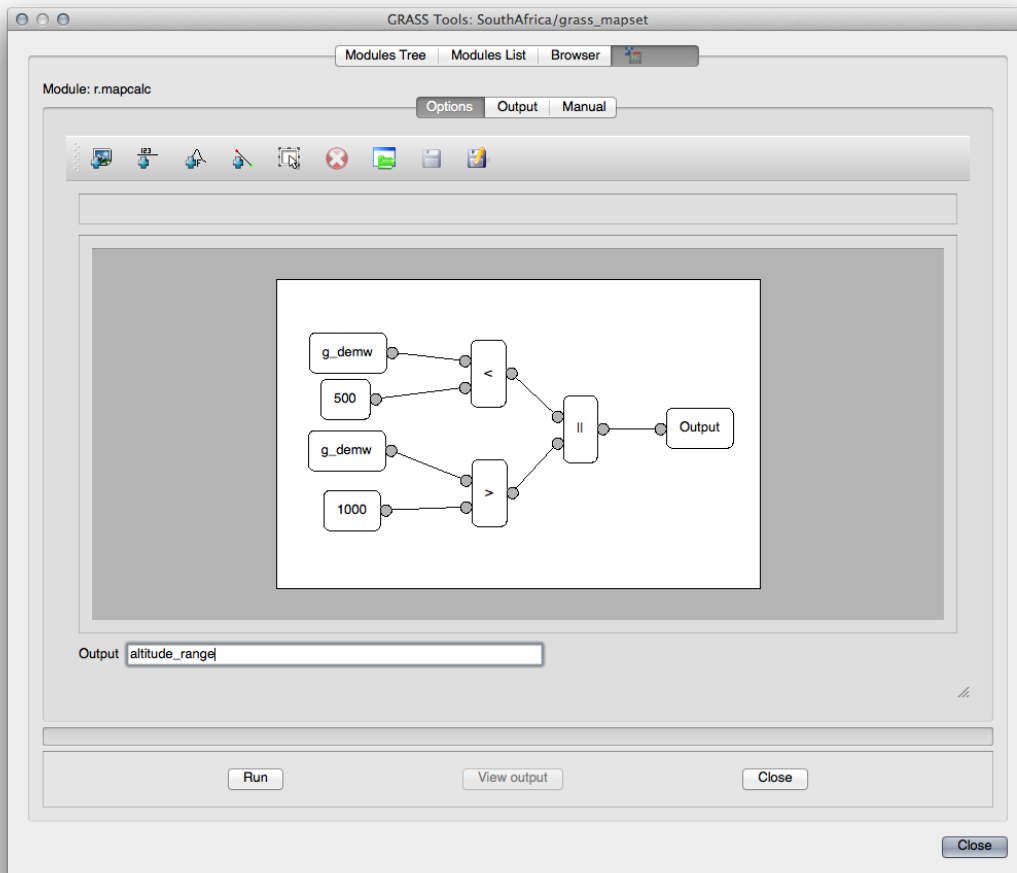 GRASS Tools: SouthAfrica/grass_mapset
Modules Tree Modules List Browser
Module: r.mapcalc
Options Output Manual
123
F
g_demw
<
500
||
Output
g_demw
>
1000
Output altitude_range
Run View output Close
Close